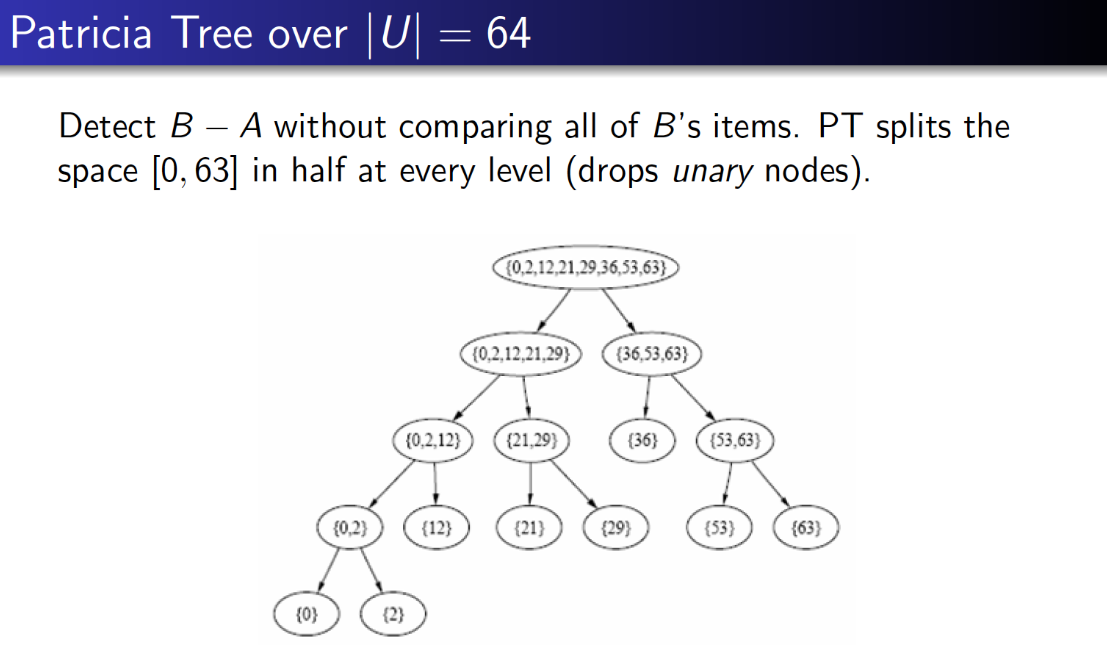 Patricia Tree over |U| = 64
Detect B − A without comparing all of B's items. PT splits the
space [0, 63] in half at every level (drops unary nodes).
{0,2,12,21,29,36,53,63}
{0,2,12,21,29} {36,53,63}
{0,2,12} {21,29} {36} {53,63}
{0,2} {12} {21} {29} {53} {63}
{0} {2}